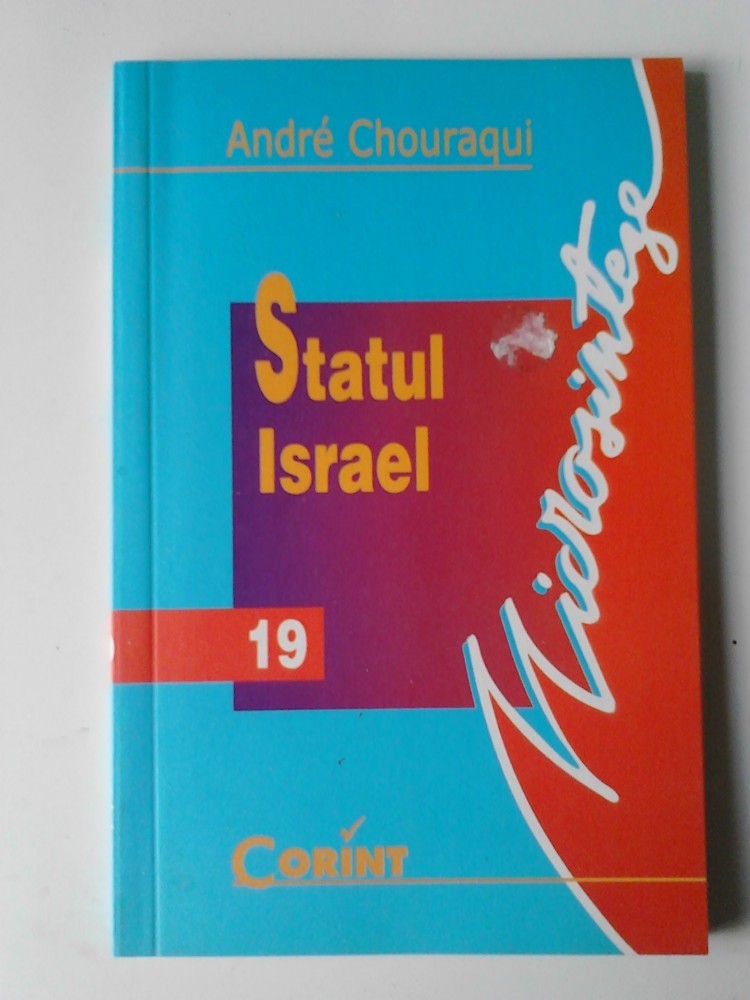 André Chouraqui
Statul
Israel
Microsinteze
19
CORINT